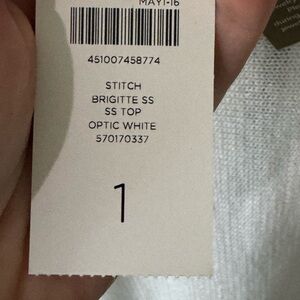 MAY1-16
451007458774
STITCH
BRIGITTE SS
SS TOP
OPTIC WHITE
570170337
1